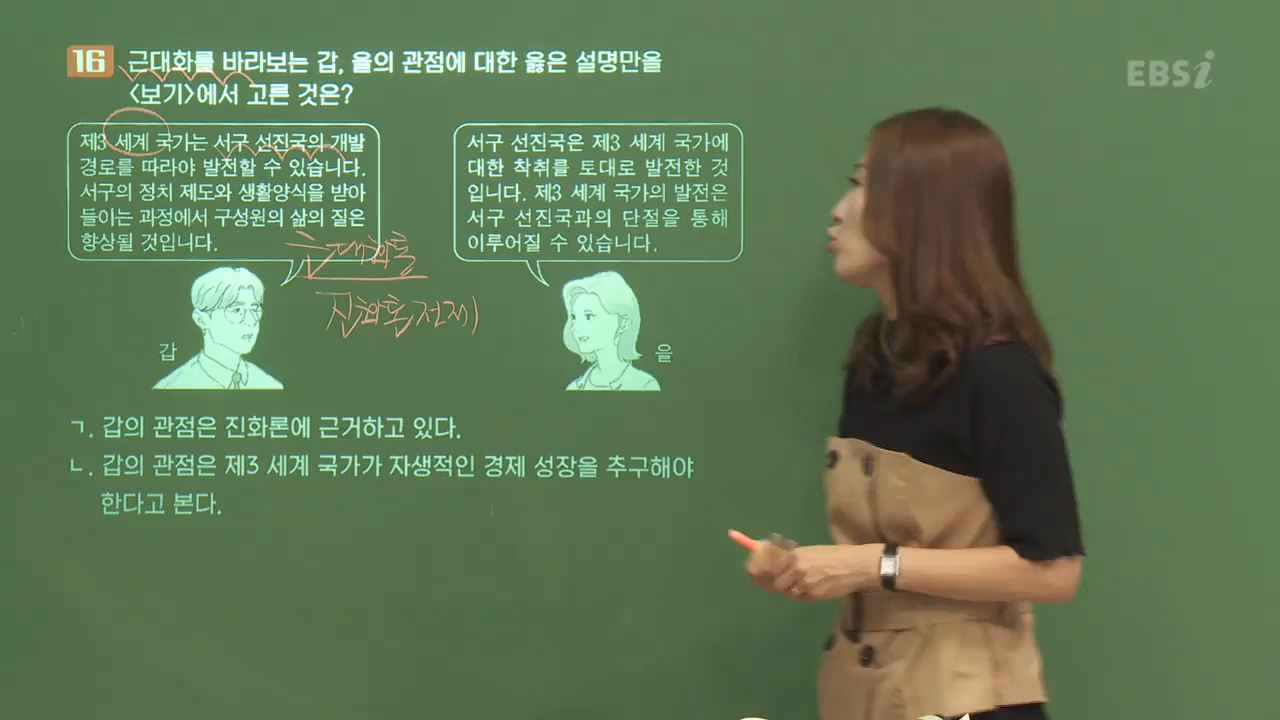 16 근대화를 바라보는 갑, 을의 관점에 대한 옳은 설명만을
<보기>에서 고른 것은?
EBSi
제3 세계 국가는 서구 선진국의 개발
경로를 따라야 발전할 수 있습니다.
서구의 정치 제도와 생활양식을 받아
들이는 과정에서 구성원의 삶의 질은
향상될 것입니다.
서구 선진국은 제3 세계 국가에
대한 착취를 토대로 발전한 것
입니다. 제3 세계 국가의 발전은
서구 선진국과의 단절을 통해
이루어질 수 있습니다.
근대화론
진화론 전제
갑
을
ㄱ. 갑의 관점은 진화론에 근거하고 있다.
ㄴ. 갑의 관점은 제3 세계 국가가 자생적인 경제 성장을 추구해야
한다고 본다.